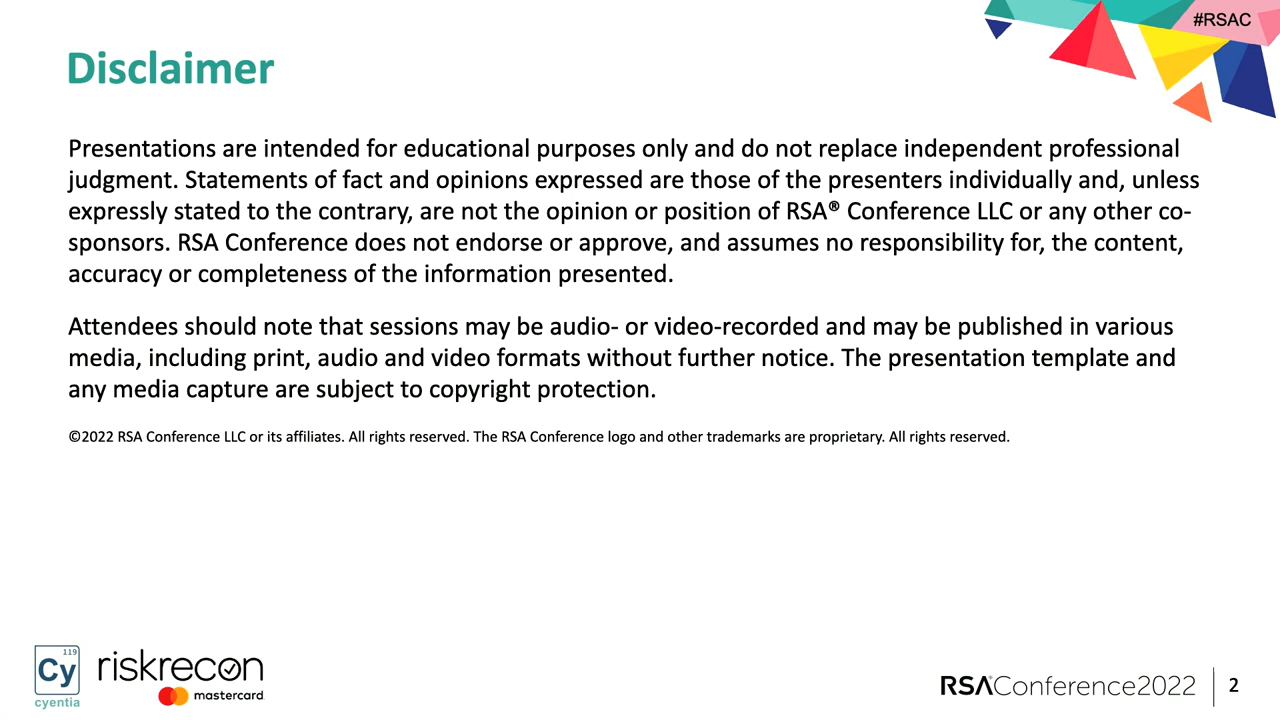 #RSAC
Disclaimer
Presentations are intended for educational purposes only and do not replace independent professional
judgment. Statements of fact and opinions expressed are those of the presenters individually and, unless
expressly stated to the contrary, are not the opinion or position of RSA® Conference LLC or any other co-
sponsors. RSA Conference does not endorse or approve, and assumes no responsibility for, the content,
accuracy or completeness of the information presented.
Attendees should note that sessions may be audio- or video-recorded and may be published in various
media, including print, audio and video formats without further notice. The presentation template and
any media capture are subject to copyright protection.
©2022 RSA Conference LLC or its affiliates. All rights reserved. The RSA Conference logo and other trademarks are proprietary. All rights reserved.
119
Cy
cyentia
riskrecon
mastercard
RSAConference2022
2